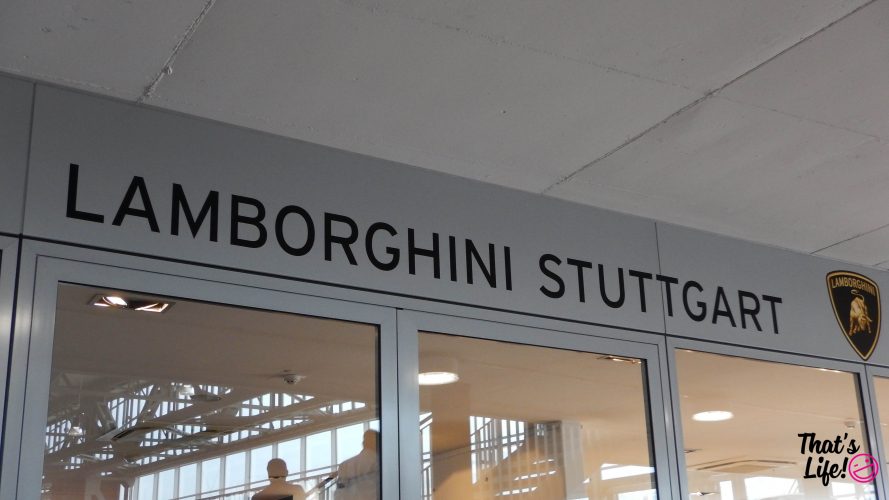 LAMBORGHINI STUTTGART
LAMBORGHINI
That's
Life!